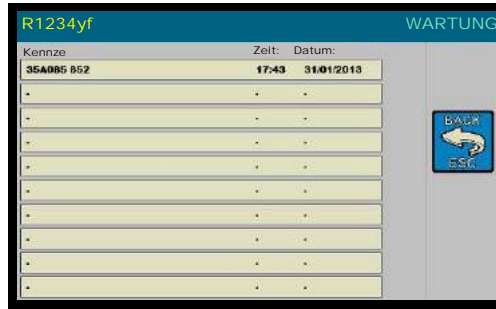 R1234yf WARTUNG
Kennze Zeit: Datum:
35A085 B52 17:43 31/01/2013
- - -
- - -
- - -
- - -
- - -
- - -
- - -
- - -
- - -
BACK
ESC